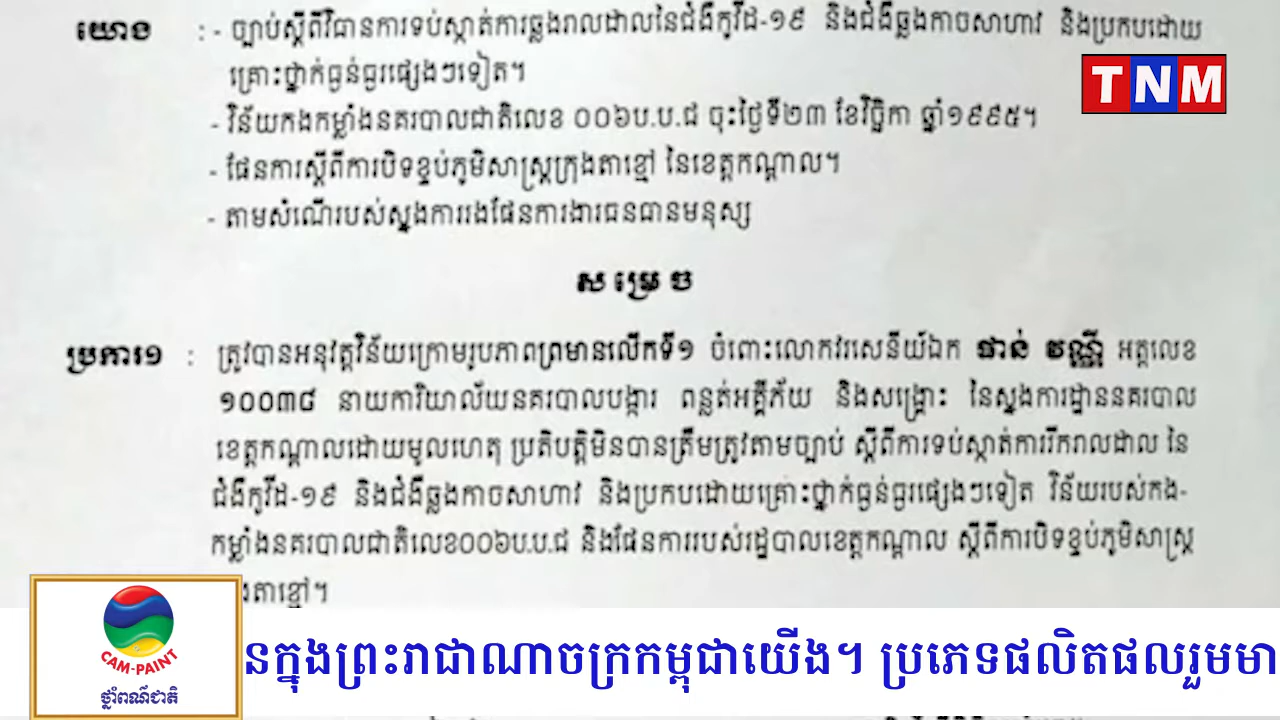 យោង : - ច្បាប់ស្តីពីវិធានការទប់ស្កាត់ការឆ្លងរាលដាលនៃជំងឺកូវីដ-១៩ និងជំងឺឆ្លងកាចសាហាវ និងប្រកបដោយ
គ្រោះថ្នាក់ធ្ងន់ធ្ងរផ្សេងៗទៀត។
TNM
- វិន័យកងកម្លាំងនគរបាលជាតិលេខ ០០៦ប.ប.ជ ចុះថ្ងៃទី២៣ ខែវិច្ឆិកា ឆ្នាំ១៩៩៥។
- ផែនការស្តីពីការបិទខ្ទប់ភូមិសាស្ត្រក្រុងតាខ្មៅ នៃខេត្តកណ្តាល។
- តាមសំណើរបស់ស្នងការរងផែនការងារធនធានមនុស្ស
សម្រេច
ប្រការ១ : ត្រូវបានអនុវត្តវិន័យក្រោមរូបភាពព្រមានលើកទី១ ចំពោះលោកវរសេនីយ៍ឯក ផាន់ វណ្ណី អត្តលេខ
១០០៣៨ នាយការិយាល័យនគរបាលបង្ការ ពន្លត់អគ្គីភ័យ និងសង្គ្រោះ នៃស្នងការដ្ឋាននគរបាល
ខេត្តកណ្តាលដោយមូលហេតុ ប្រតិបត្តិមិនបានត្រឹមត្រូវតាមច្បាប់ ស្តីពីការទប់ស្កាត់ការរីករាលដាល នៃ
ជំងឺកូវីដ-១៩ និងជំងឺឆ្លងកាចសាហាវ និងប្រកបដោយគ្រោះថ្នាក់ធ្ងន់ធ្ងរផ្សេងៗទៀត វិន័យរបស់កង-
កម្លាំងនគរបាលជាតិលេខ០០៦ប.ប.ជ និងផែនការរបស់រដ្ឋបាលខេត្តកណ្តាល ស្តីពីការបិទខ្ទប់ភូមិសាស្ត្រ
ងតាខ្មៅ។
CAM-PAINT
ថ្នាំពណ៌ជាតិ
នក្នុងព្រះរាជាណាចក្រកម្ពុជាយើង។ ប្រភេទផលិតផលរួមមា